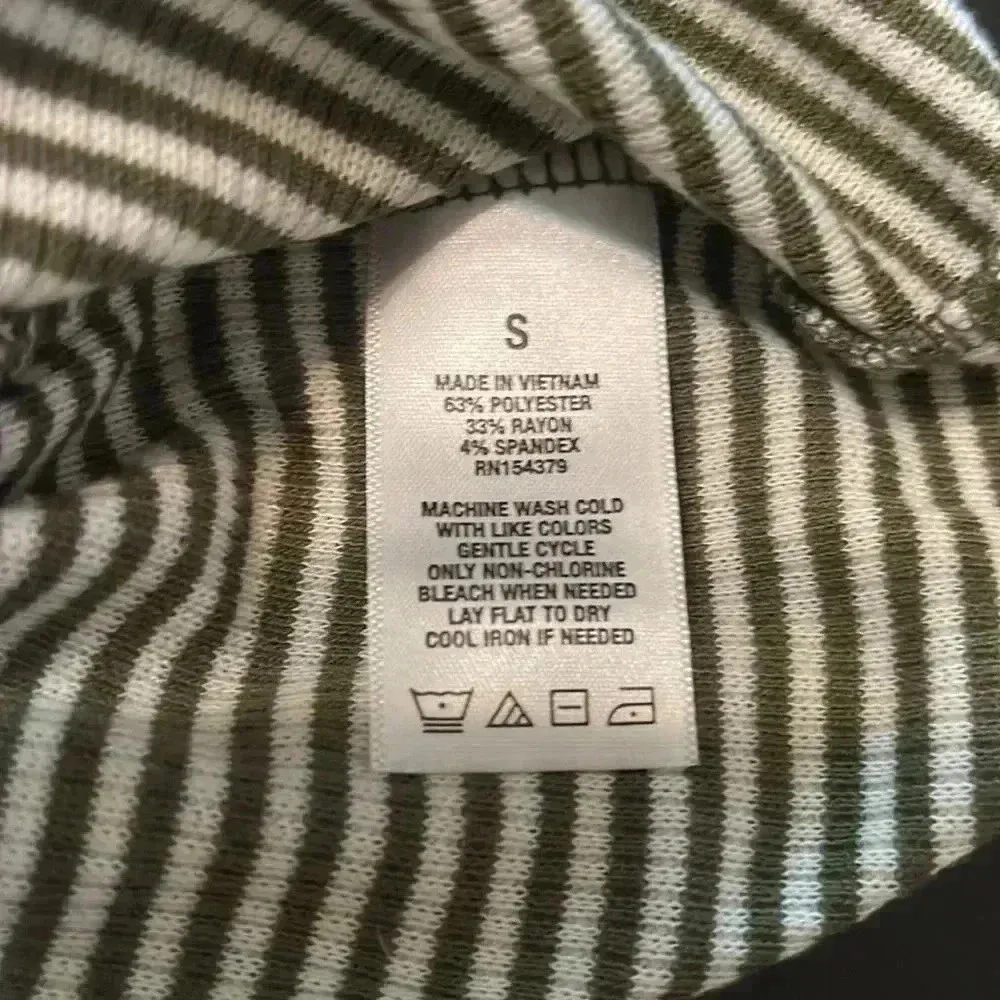 S
MADE IN VIETNAM
63% POLYESTER
33% RAYON
4% SPANDEX
RN154379
MACHINE WASH COLD
WITH LIKE COLORS
GENTLE CYCLE
ONLY NON-CHLORINE
BLEACH WHEN NEEDED
LAY FLAT TO DRY
COOL IRON IF NEEDED